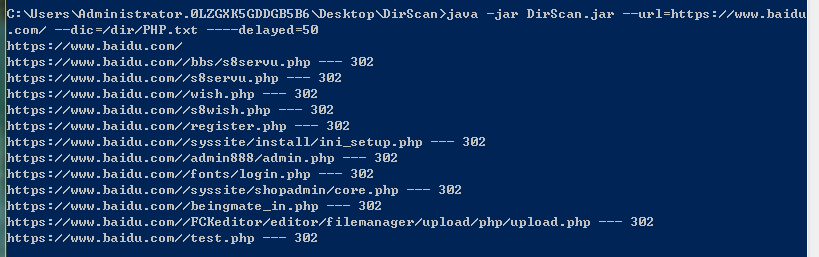 C:\Users\Administrator.0LZGXK5GDDGB5B6\Desktop\DirScan>java -jar DirScan.jar --url=https://www.baidu
.com/ --dic=/dir/PHP.txt ----delayed=50
https://www.baidu.com/
https://www.baidu.com//bbs/s8servu.php --- 302
https://www.baidu.com//s8servu.php --- 302
https://www.baidu.com//wish.php --- 302
https://www.baidu.com//s8wish.php --- 302
https://www.baidu.com//register.php --- 302
https://www.baidu.com//syssite/install/ini_setup.php --- 302
https://www.baidu.com//admin888/admin.php --- 302
https://www.baidu.com//fonts/login.php --- 302
https://www.baidu.com//syssite/shopadmin/core.php --- 302
https://www.baidu.com//beingmate_in.php --- 302
https://www.baidu.com//FCKeditor/editor/filemanager/upload/php/upload.php --- 302
https://www.baidu.com//test.php --- 302